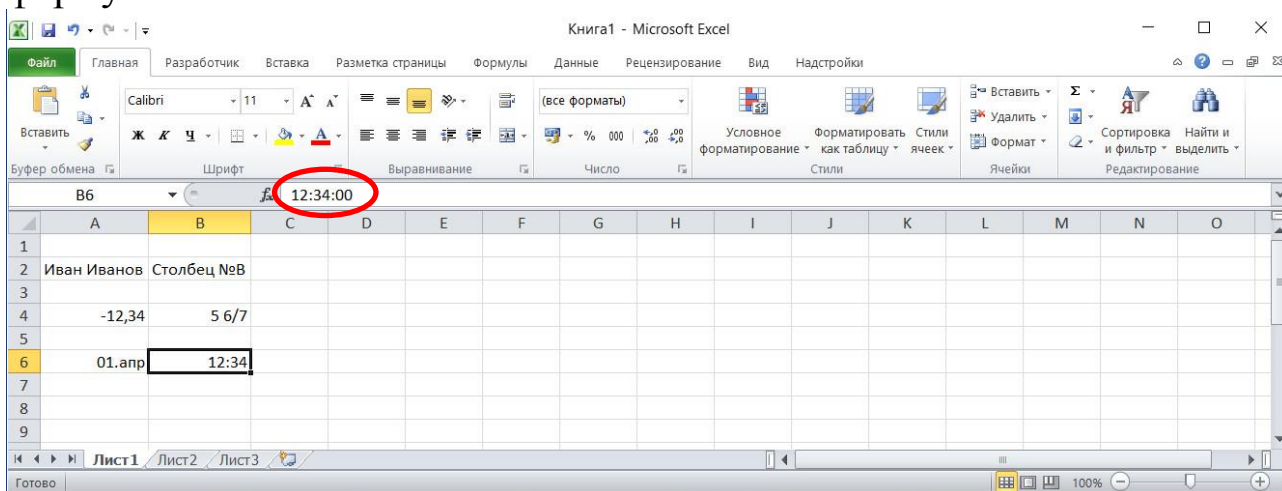 Книга1 - Microsoft Excel
Файл Главная Разработчик Вставка Разметка страницы Формулы Данные Рецензирование Вид Надстройки
Вставить
Calibri 11
Ж К Ч
(все форматы)
% 000
Условное форматирование
Форматировать как таблицу
Стили ячеек
Вставить
Удалить
Формат
Σ
Сортировка и фильтр
Найти и выделить
Буфер обмена Шрифт Выравнивание Число Стили Ячейки Редактирование
B6 fx 12:34:00
A B C D E F G H I J K L M N O
1
2 Иван Иванов Столбец №В
3
4 -12,34 5 6/7
5
6 01.апр 12:34
7
8
9
Лист1 Лист2 Лист3
Готово 100%